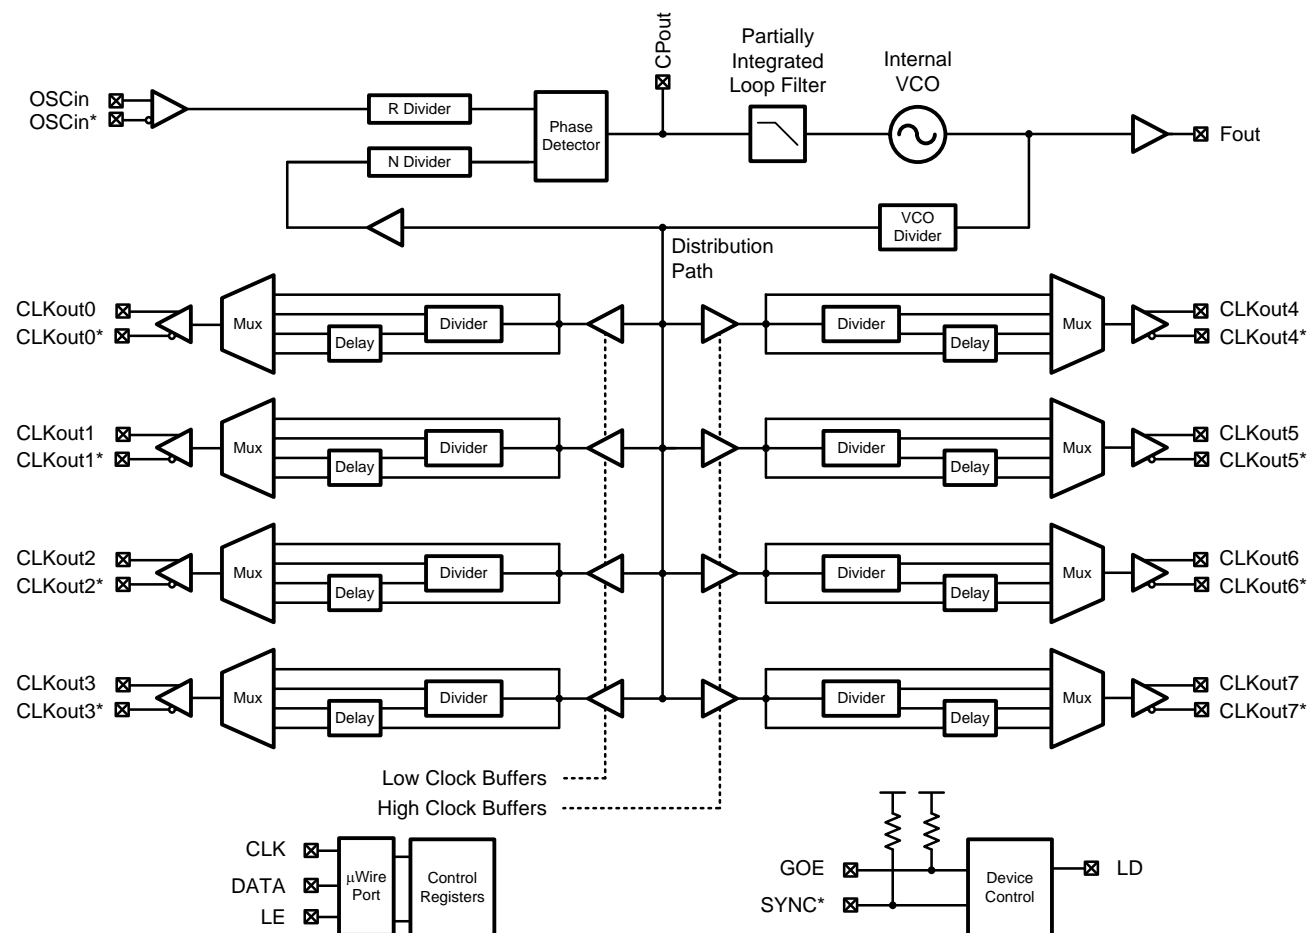 CPout
Partially
Integrated
Loop Filter
Internal
VCO
OSCin
OSCin*
R Divider
N Divider
Phase
Detector
Fout
VCO
Divider
Distribution
Path
CLKout0
CLKout0*
Mux
Delay
Divider
Divider
Delay
Mux
CLKout4
CLKout4*
CLKout1
CLKout1*
Mux
Delay
Divider
Divider
Delay
Mux
CLKout5
CLKout5*
CLKout2
CLKout2*
Mux
Delay
Divider
Divider
Delay
Mux
CLKout6
CLKout6*
CLKout3
CLKout3*
Mux
Delay
Divider
Divider
Delay
Mux
CLKout7
CLKout7*
Low Clock Buffers
High Clock Buffers
CLK
DATA
LE
μWire
Port
Control
Registers
GOE
SYNC*
Device
Control
LD